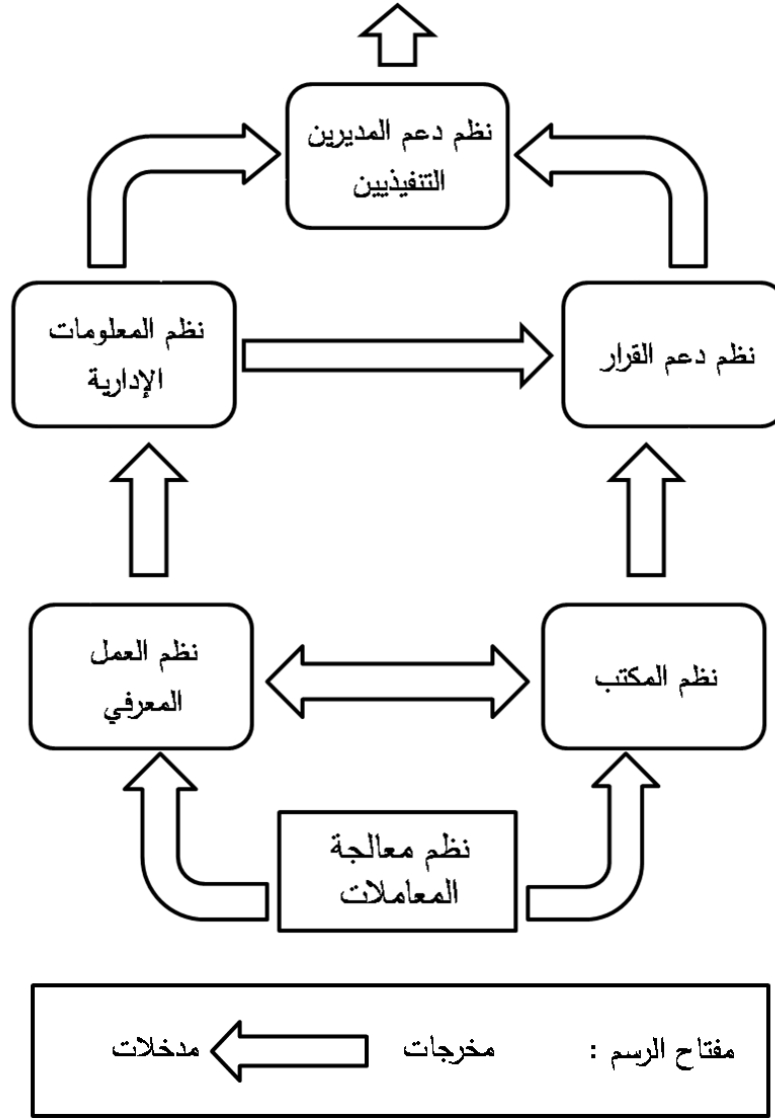 نظم دعم المديرين
التنفيذيين
نظم المعلومات
الإدارية
نظم دعم القرار
نظم العمل
المعرفي
نظم المكتب
نظم معالجة
المعاملات
مفتاح الرسم : مخرجات مدخلات